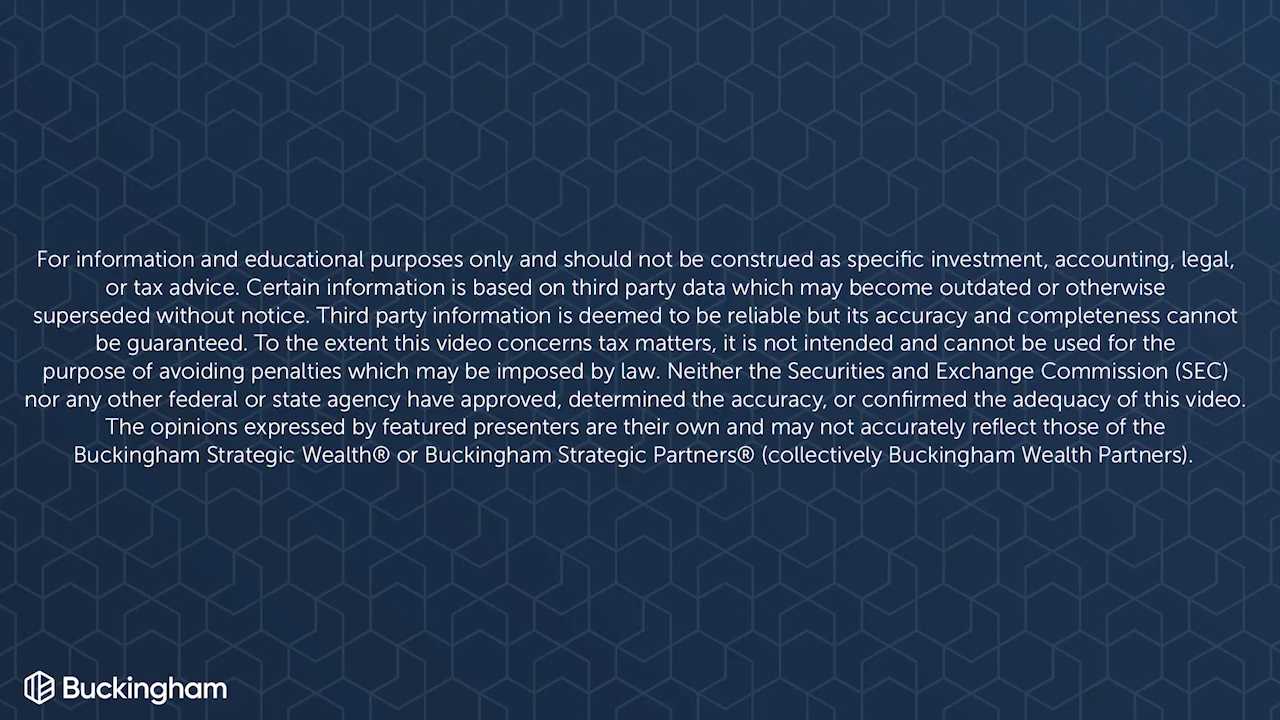 For information and educational purposes only and should not be construed as specific investment, accounting, legal,
or tax advice. Certain information is based on third party data which may become outdated or otherwise
superseded without notice. Third party information is deemed to be reliable but its accuracy and completeness cannot
be guaranteed. To the extent this video concerns tax matters, it is not intended and cannot be used for the
purpose of avoiding penalties which may be imposed by law. Neither the Securities and Exchange Commission (SEC)
nor any other federal or state agency have approved, determined the accuracy, or confirmed the adequacy of this video.
The opinions expressed by featured presenters are their own and may not accurately reflect those of the
Buckingham Strategic Wealth® or Buckingham Strategic Partners® (collectively Buckingham Wealth Partners).
Buckingham